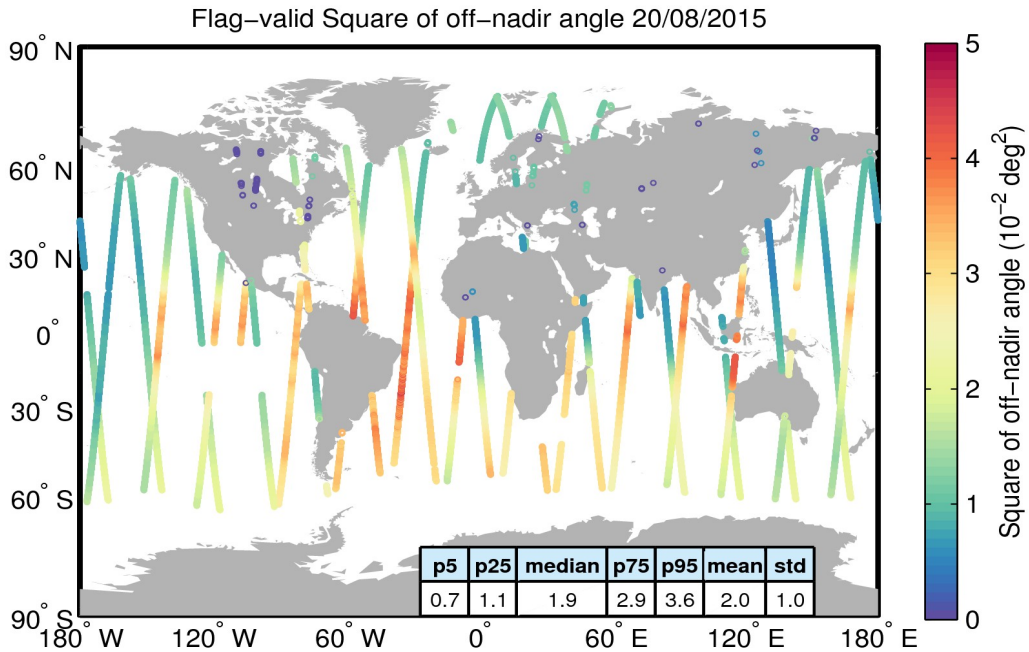 Flag−valid Square of off−nadir angle 20/08/2015
90° N
60° N
30° N
0°
30° S
60° S
90° S
180° W
120° W
60° W
0°
60° E
120° E
180° E
p5 p25 median p75 p95 mean std
0.7 1.1 1.9 2.9 3.6 2.0 1.0
5
4
3
2
1
0
Square of off−nadir angle (10⁻² deg²)